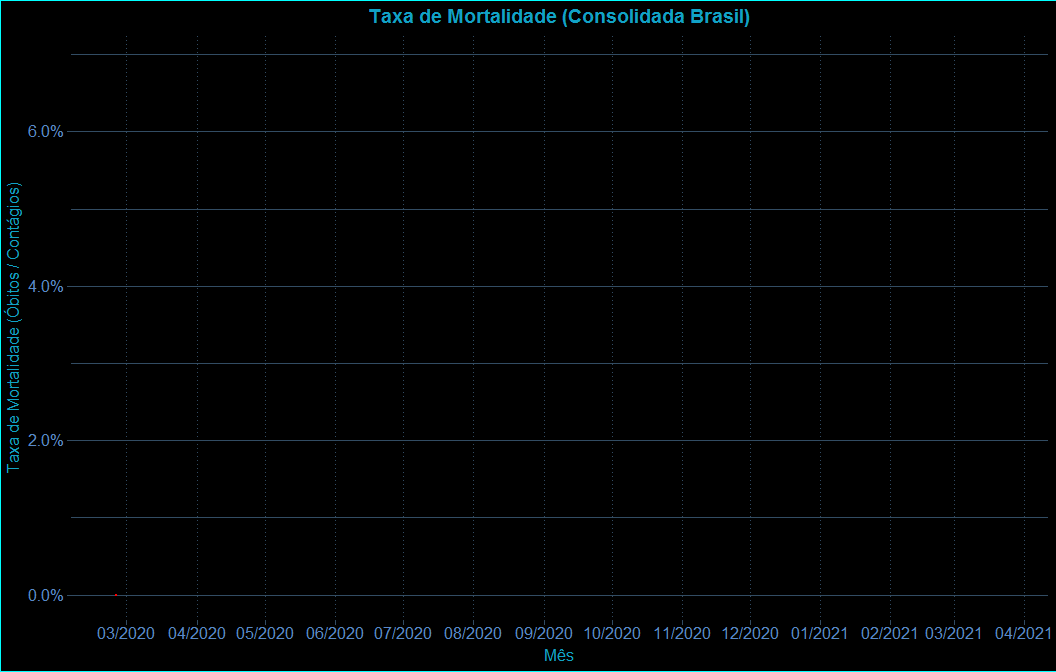 Taxa de Mortalidade (Consolidada Brasil)
Taxa de Mortalidade (Óbitos / Contágios)
6.0%
4.0%
2.0%
0.0%
03/2020 04/2020 05/2020 06/2020 07/2020 08/2020 09/2020 10/2020 11/2020 12/2020 01/2021 02/2021 03/2021 04/2021
Mês